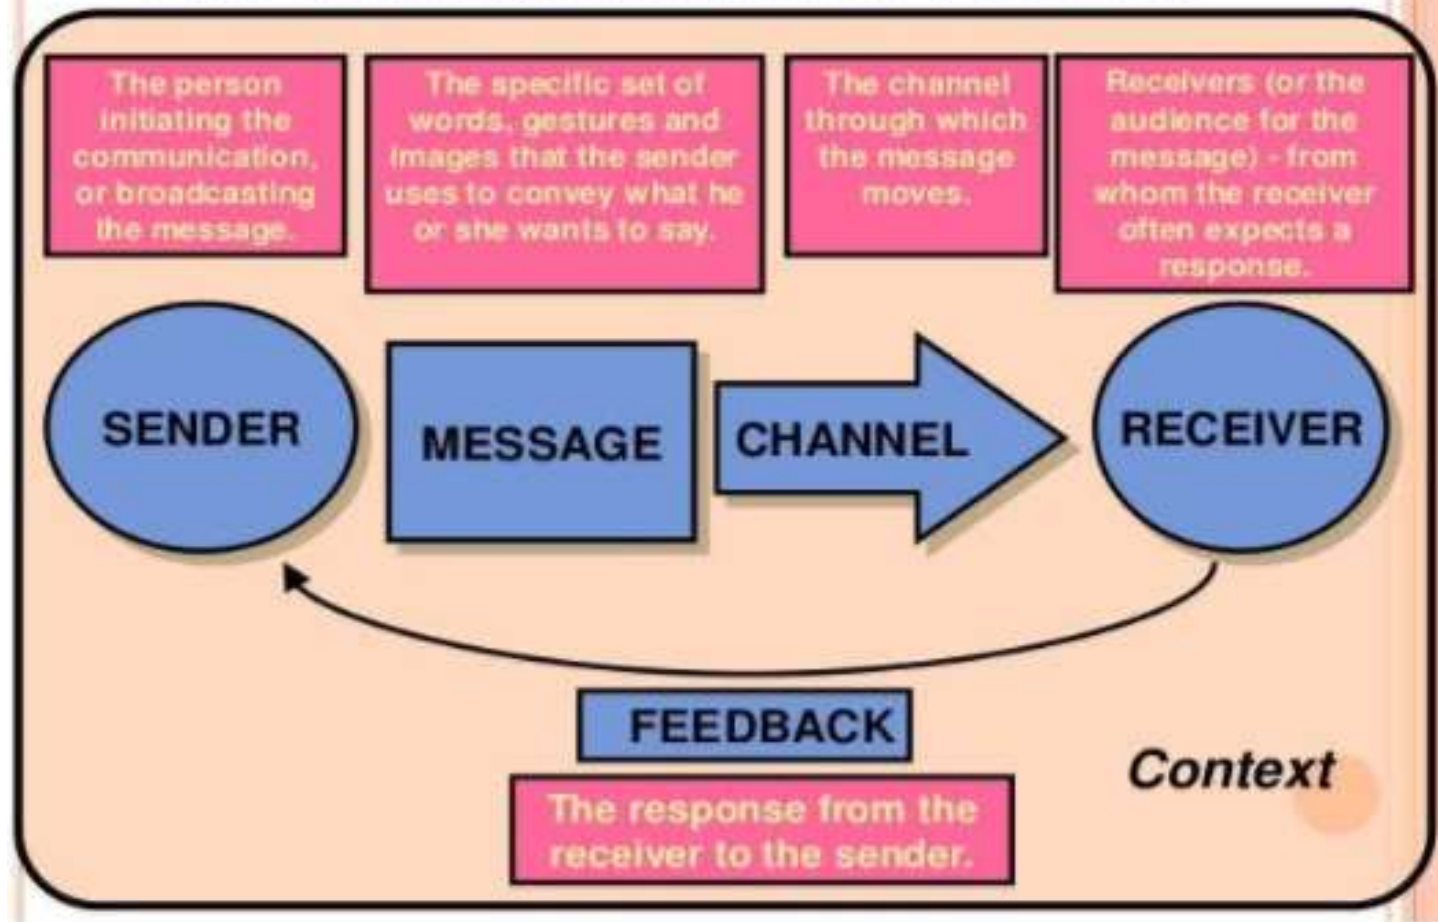 The person
initiating the
communication,
or broadcasting
the message.
The specific set of
words, gestures and
images that the sender
uses to convey what he
or she wants to say.
The channel
through which
the message
moves.
Receivers (or the
audience for the
message) - from
whom the receiver
often expects a
response.
SENDER
MESSAGE
CHANNEL
RECEIVER
FEEDBACK
The response from the
receiver to the sender.
Context